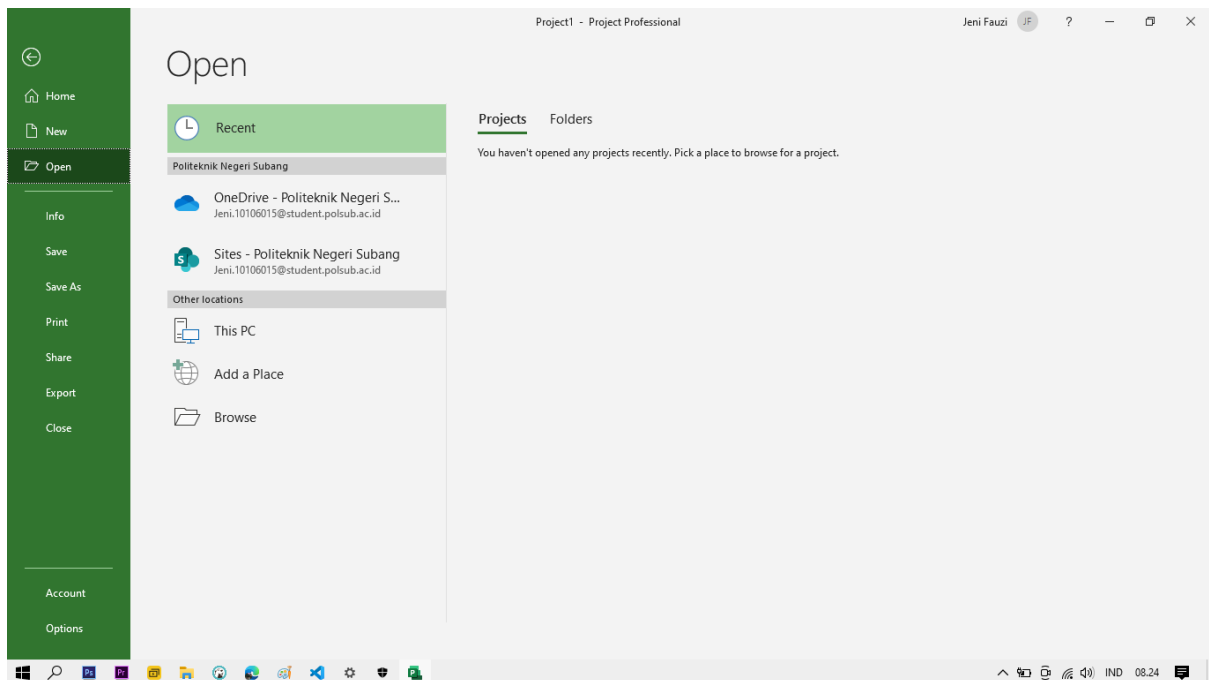 Project1 - Project Professional
Jeni Fauzi JF ?
Open
Home
New
Open
Info
Save
Save As
Print
Share
Export
Close
Account
Options
Recent
Politeknik Negeri Subang
OneDrive - Politeknik Negeri S...
Jeni.10106015@student.polsub.ac.id
S
Sites - Politeknik Negeri Subang
Jeni.10106015@student.polsub.ac.id
Other locations
This PC
Add a Place
Browse
Projects Folders
You haven't opened any projects recently. Pick a place to browse for a project.
Ps Pr
IND 08.24